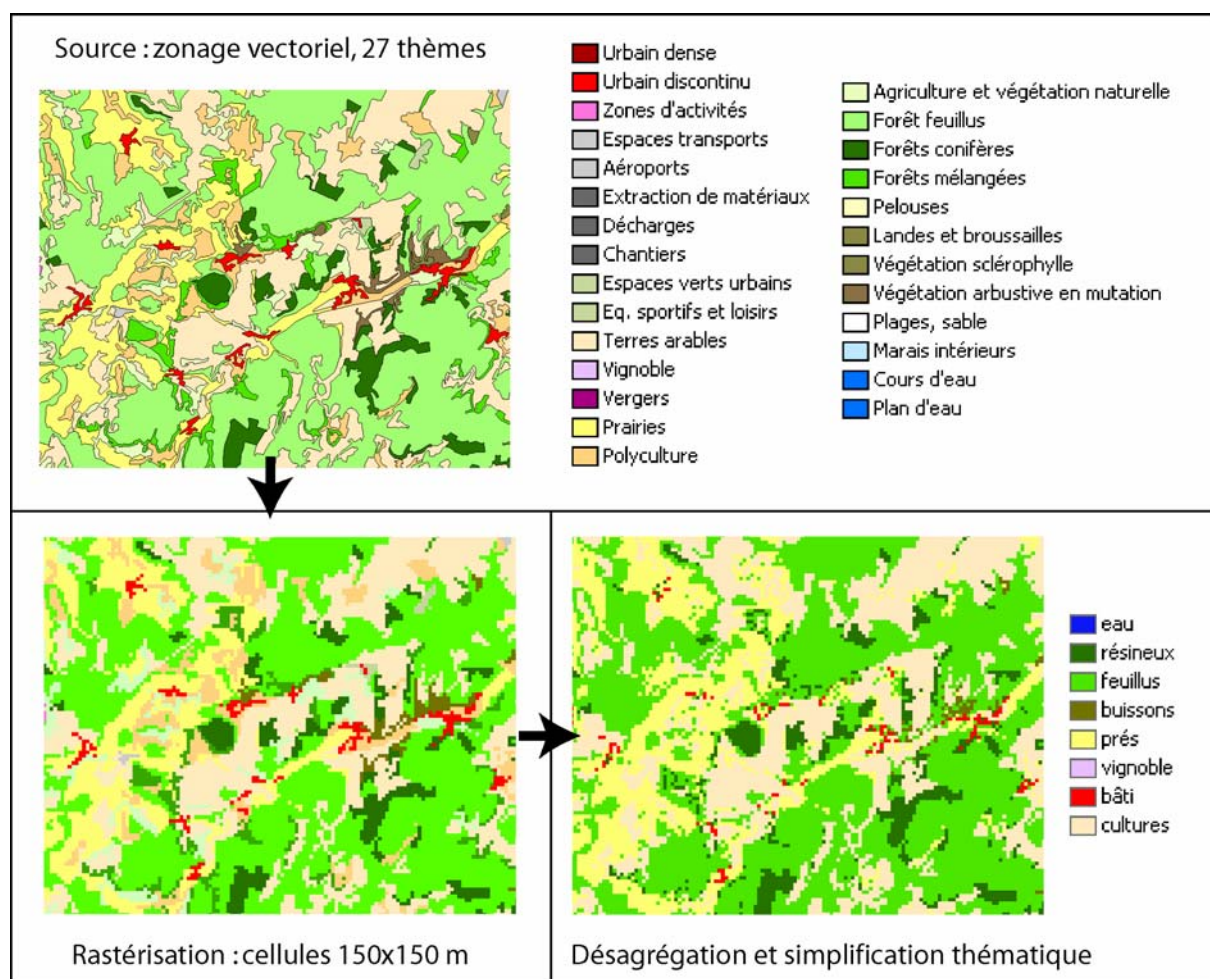 Source : zonage vectoriel, 27 thèmes
Urbain dense
Urbain discontinu
Zones d'activités
Espaces transports
Aéroports
Extraction de matériaux
Décharges
Chantiers
Espaces verts urbains
Eq. sportifs et loisirs
Terres arables
Vignoble
Vergers
Prairies
Polyculture
Agriculture et végétation naturelle
Forêt feuillus
Forêts conifères
Forêts mélangées
Pelouses
Landes et broussailles
Végétation sclérophylle
Végétation arbustive en mutation
Plages, sable
Marais intérieurs
Cours d'eau
Plan d'eau
Rastérisation : cellules 150x150 m
eau
résineux
feuillus
buissons
prés
vignoble
bâti
cultures
Désagrégation et simplification thématique